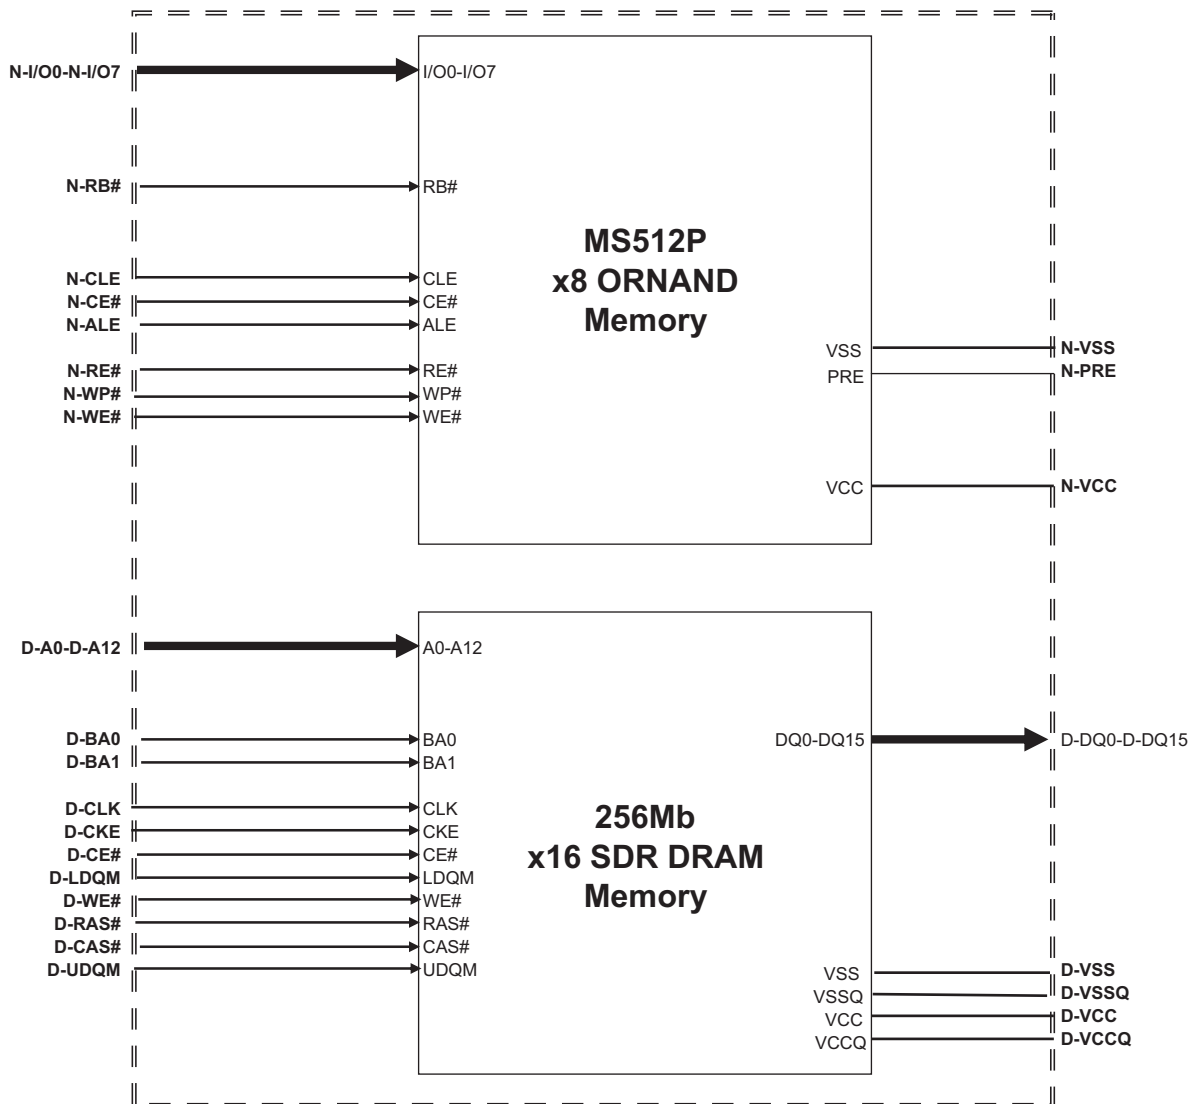 N-I/O0-N-I/O7
I/O0-I/O7
N-RB#
RB#
MS512P
x8 ORNAND
Memory
N-CLE
CLE
N-CE#
CE#
N-ALE
ALE
VSS
N-VSS
N-RE#
RE#
PRE
N-PRE
N-WP#
WP#
N-WE#
WE#
VCC
N-VCC
D-A0-D-A12
A0-A12
D-BA0
BA0
DQ0-DQ15
D-DQ0-D-DQ15
D-BA1
BA1
D-CLK
CLK
256Mb
x16 SDR DRAM
Memory
D-CKE
CKE
D-CE#
CE#
D-LDQM
LDQM
D-WE#
WE#
D-RAS#
RAS#
D-CAS#
CAS#
D-UDQM
UDQM
VSS
D-VSS
VSSQ
D-VSSQ
VCC
D-VCC
VCCQ
D-VCCQ